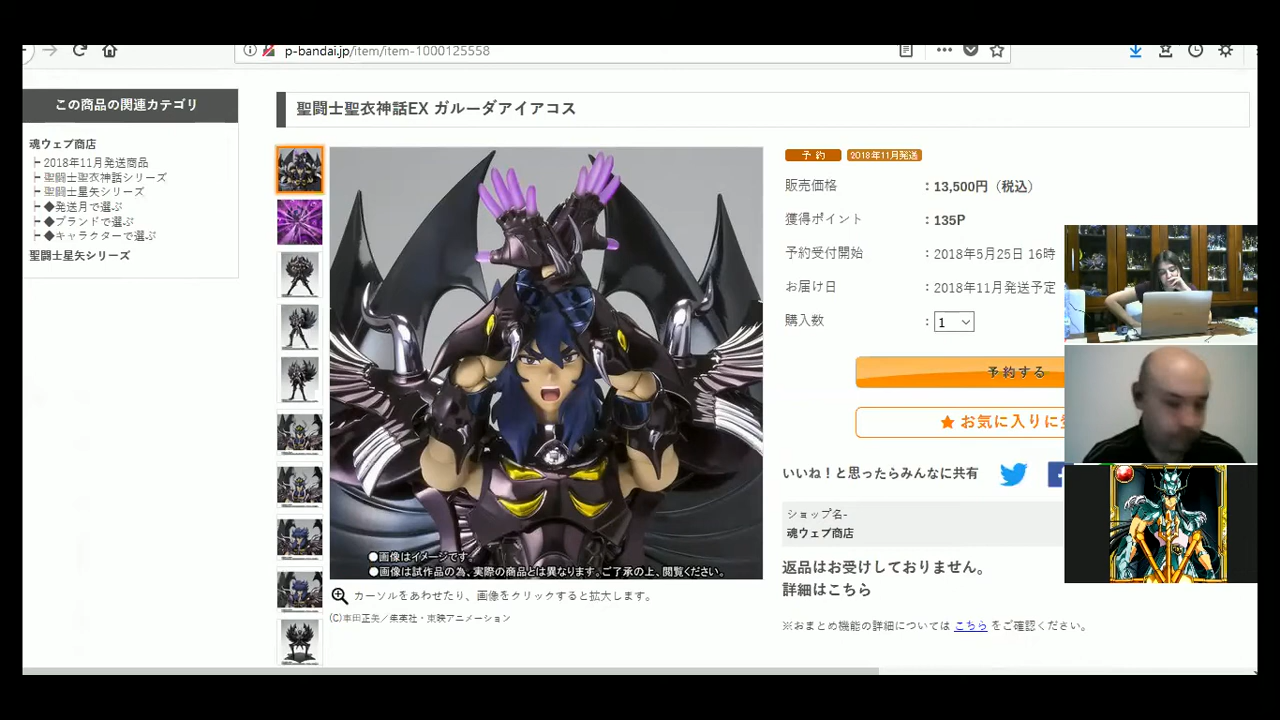 p-bandai.jp/item/item-1000125558
この商品の関連カテゴリ
魂ウェブ商店
2018年11月発送商品
聖闘士聖衣神話シリーズ
聖闘士星矢シリーズ
◆発送月で選ぶ
◆ブランドで選ぶ
◆キャラクターで選ぶ
聖闘士星矢シリーズ
聖闘士聖衣神話EX ガルーダアイアコス
●画像はイメージです
●画像は試作品の為、実際の商品とは異なります。ご了承の上、閲覧ください。
カーソルをあわせたり、画像をクリックすると拡大します。
(C)車田正美／集英社・東映アニメーション
予約 2018年11月発送
販売価格 : 13,500円（税込）
獲得ポイント : 135P
予約受付開始 : 2018年5月25日 16時
お届け日 : 2018年11月発送予定
購入数 : 1
予約する
★ お気に入りに
いいね！と思ったらみんなに共有
ショップ名-
魂ウェブ商店
返品はお受けしておりません。
詳細はこちら
※おまとめ機能の詳細については こちら をご確認ください。